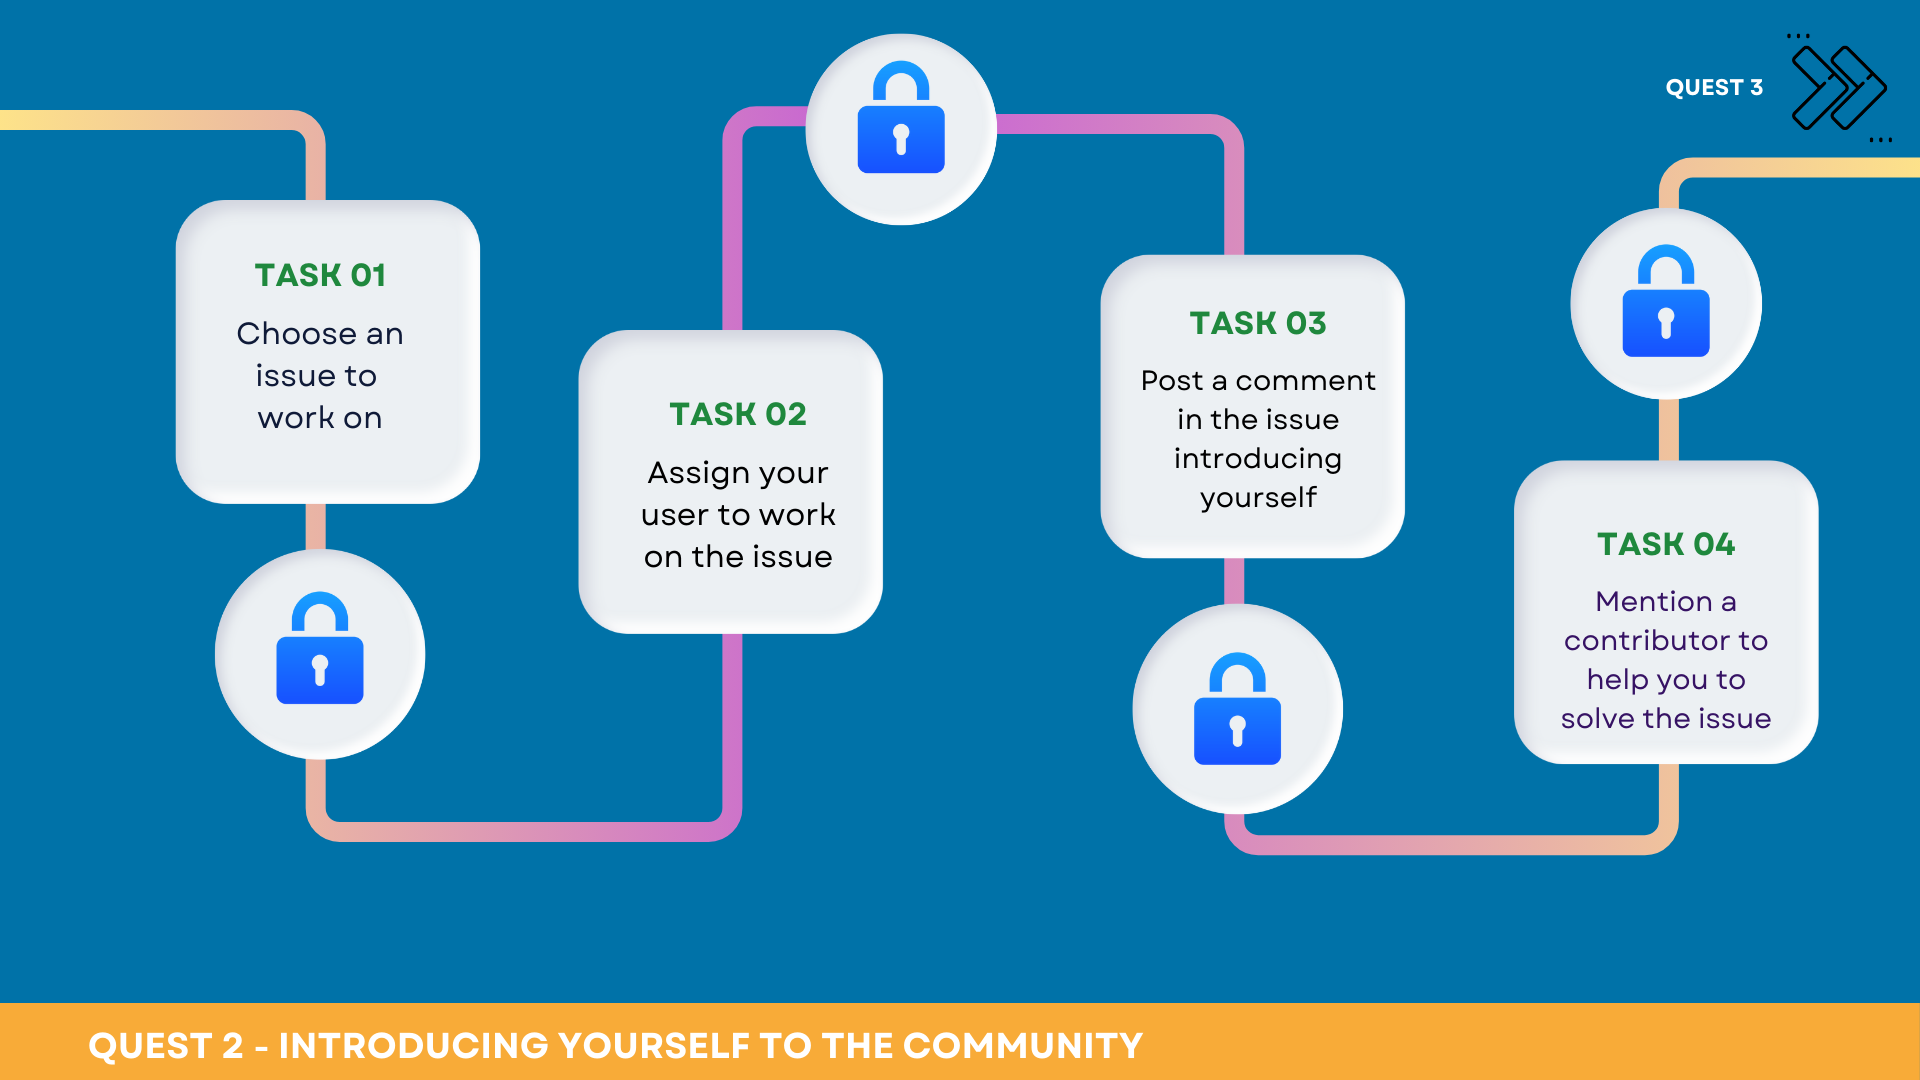 QUEST 3
TASK 01
Choose an
issue to
work on
TASK 02
Assign your
user to work
on the issue
TASK 03
Post a comment
in the issue
introducing
yourself
TASK 04
Mention a
contributor to
help you to
solve the issue
QUEST 2 - INTRODUCING YOURSELF TO THE COMMUNITY